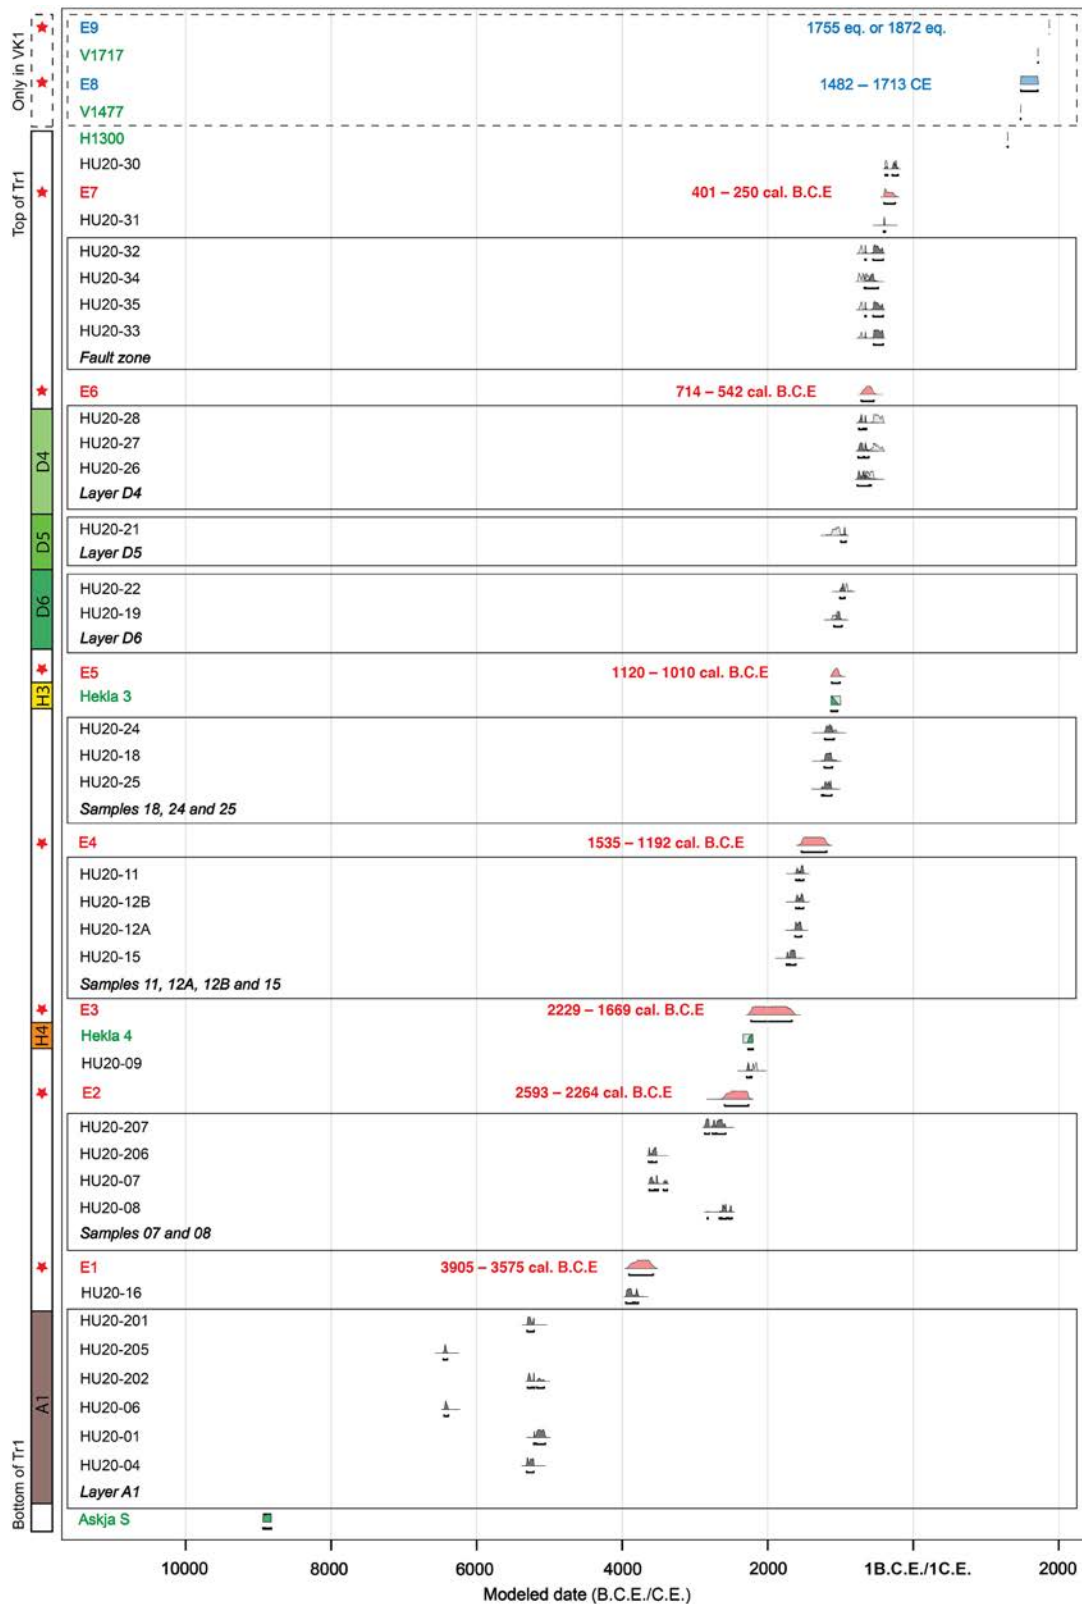 Only in VK1
E9 1755 eq. or 1872 eq.
V1717
E8 1482 – 1713 CE
V1477
Top of Tr1
H1300
HU20-30
E7 401 – 250 cal. B.C.E
HU20-31
HU20-32
HU20-34
HU20-35
HU20-33
Fault zone
E6 714 – 542 cal. B.C.E
D4
HU20-28
HU20-27
HU20-26
Layer D4
D5
HU20-21
Layer D5
D6
HU20-22
HU20-19
Layer D6
E5 1120 – 1010 cal. B.C.E
H3
Hekla 3
HU20-24
HU20-18
HU20-25
Samples 18, 24 and 25
E4 1535 – 1192 cal. B.C.E
HU20-11
HU20-12B
HU20-12A
HU20-15
Samples 11, 12A, 12B and 15
E3 2229 – 1669 cal. B.C.E
H4
Hekla 4
HU20-09
E2 2593 – 2264 cal. B.C.E
HU20-207
HU20-206
HU20-07
HU20-08
Samples 07 and 08
E1 3905 – 3575 cal. B.C.E
HU20-16
A1
HU20-201
HU20-205
HU20-202
HU20-06
HU20-01
HU20-04
Layer A1
Bottom of Tr1
Askja S
10000 8000 6000 4000 2000 1B.C.E./1C.E. 2000
Modeled date (B.C.E./C.E.)